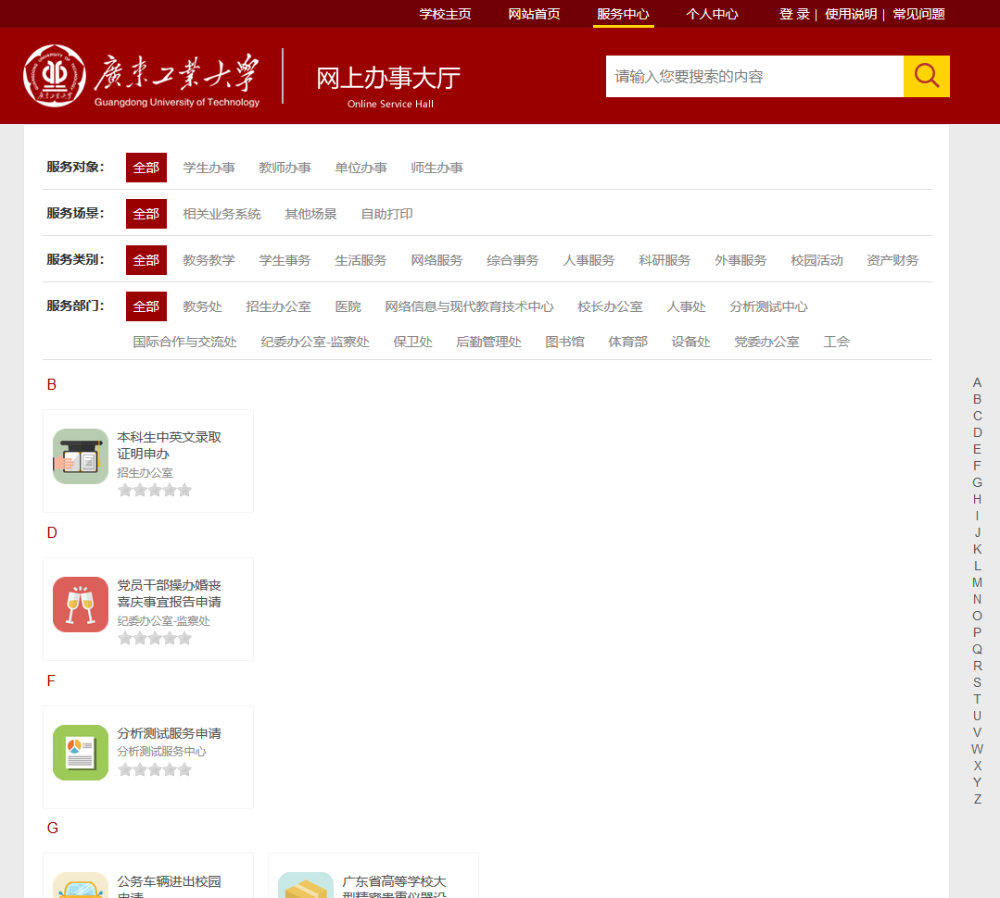 学校主页 网站首页 服务中心 个人中心 登 录 | 使用说明 | 常见问题
廣東工業大學
Guangdong University of Technology
网上办事大厅
Online Service Hall
请输入您要搜索的内容
服务对象： 全部 学生办事 教师办事 单位办事 师生办事
服务场景： 全部 相关业务系统 其他场景 自助打印
服务类别： 全部 教务教学 学生事务 生活服务 网络服务 综合事务 人事服务 科研服务 外事服务 校园活动 资产财务
服务部门： 全部 教务处 招生办公室 医院 网络信息与现代教育技术中心 校长办公室 人事处 分析测试中心
国际合作与交流处 纪委办公室-监察处 保卫处 后勤管理处 图书馆 体育部 设备处 党委办公室 工会
B
本科生中英文录取
证明申办
招生办公室
D
党员干部操办婚丧
喜庆事宜报告申请
纪委办公室-监察处
F
分析测试服务申请
分析测试服务中心
G
公务车辆进出校园
申请
广东省高等学校大
型精密贵重仪器设
A
B
C
D
E
F
G
H
I
J
K
L
M
N
O
P
Q
R
S
T
U
V
W
X
Y
Z